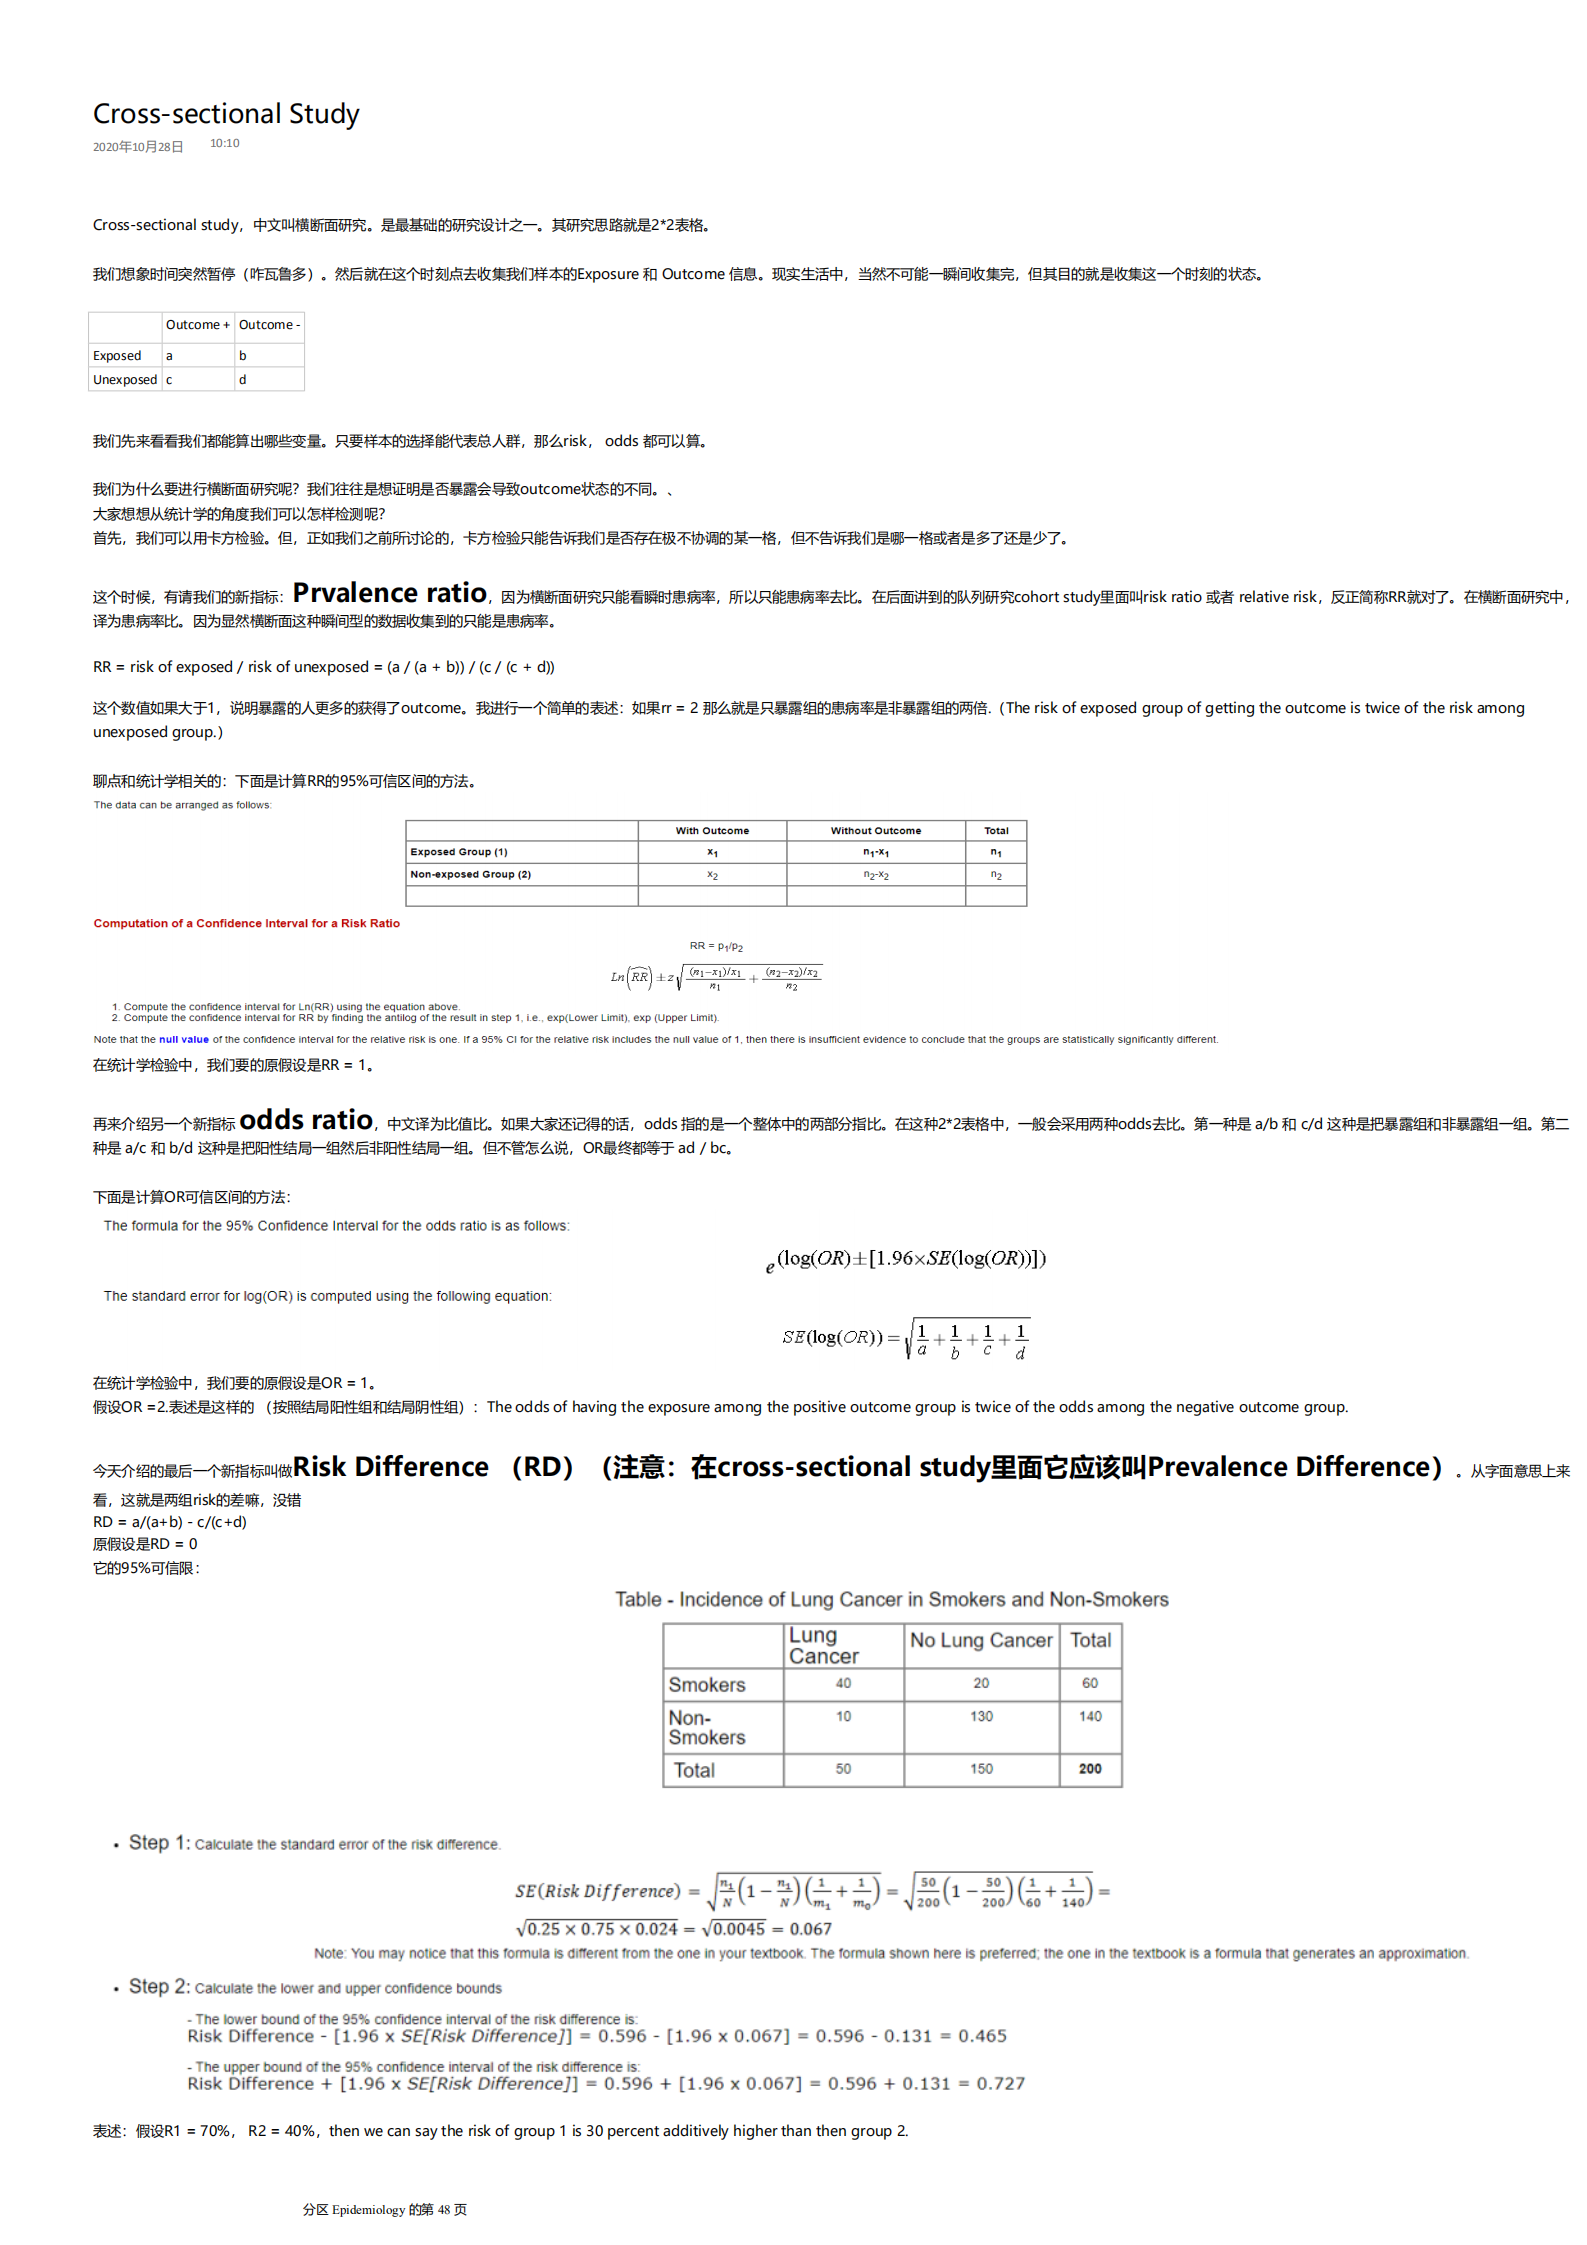 Cross-sectional Study
2020年10月28日 10:10
Cross-sectional study，中文叫横断面研究。是最基础的研究设计之一。其研究思路就是2*2表格。
我们想象时间突然暂停（咋瓦鲁多）。然后就在这个时刻点去收集我们样本的Exposure 和 Outcome 信息。现实生活中，当然不可能一瞬间收集完，但其目的就是收集这一个时刻的状态。
Outcome + Outcome -
Exposed a b
Unexposed c d
我们先来看看我们都能算出哪些变量。只要样本的选择能代表总人群，那么risk， odds 都可以算。
我们为什么要进行横断面研究呢？我们往往是想证明是否暴露会导致outcome状态的不同。、
大家想想从统计学的角度我们可以怎样检测呢？
首先，我们可以用卡方检验。但，正如我们之前所讨论的，卡方检验只能告诉我们是否存在极不协调的某一格，但不告诉我们是哪一格或者是多了还是少了。
这个时候，有请我们的新指标：Prvalence ratio，因为横断面研究只能看瞬时患病率，所以只能患病率去比。在后面讲到的队列研究cohort study里面叫risk ratio 或者 relative risk，反正简称RR就对了。在横断面研究中，
译为患病率比。因为显然横断面这种瞬间型的数据收集到的只能是患病率。
RR = risk of exposed / risk of unexposed = (a / (a + b)) / (c / (c + d))
这个数值如果大于1，说明暴露的人更多的获得了outcome。我进行一个简单的表述：如果rr = 2 那么就是只暴露组的患病率是非暴露组的两倍.（The risk of exposed group of getting the outcome is twice of the risk among
unexposed group.）
聊点和统计学相关的：下面是计算RR的95%可信区间的方法。
The data can be arranged as follows:
With Outcome Without Outcome Total
Exposed Group (1) x₁ n₁-x₁ n₁
Non-exposed Group (2) x₂ n₂-x₂ n₂
Computation of a Confidence Interval for a Risk Ratio
RR = p₁/p₂
Ln(R̂R) ± z√((n₁−x₁)/x₁ / n₁ + (n₂−x₂)/x₂ / n₂)
1. Compute the confidence interval for Ln(RR) using the equation above.
2. Compute the confidence interval for RR by finding the antilog of the result in step 1, i.e., exp(Lower Limit), exp (Upper Limit).
Note that the null value of the confidence interval for the relative risk is one. If a 95% CI for the relative risk includes the null value of 1, then there is insufficient evidence to conclude that the groups are statistically significantly different.
在统计学检验中，我们要的原假设是RR = 1。
再来介绍另一个新指标 odds ratio，中文译为比值比。如果大家还记得的话，odds 指的是一个整体中的两部分指比。在这种2*2表格中，一般会采用两种odds去比。第一种是 a/b 和 c/d 这种是把暴露组和非暴露组一组。第二
种是 a/c 和 b/d 这种是把阳性结局一组然后非阳性结局一组。但不管怎么说，OR最终都等于 ad / bc。
下面是计算OR可信区间的方法：
The formula for the 95% Confidence Interval for the odds ratio is as follows:
e^(log(OR)±[1.96×SE(log(OR))])
The standard error for log(OR) is computed using the following equation:
SE(log(OR)) = √(1/a + 1/b + 1/c + 1/d)
在统计学检验中，我们要的原假设是OR = 1。
假设OR =2.表述是这样的 （按照结局阳性组和结局阴性组）：The odds of having the exposure among the positive outcome group is twice of the odds among the negative outcome group.
今天介绍的最后一个新指标叫做Risk Difference （RD）（注意：在cross-sectional study里面它应该叫Prevalence Difference）。从字面意思上来
看，这就是两组risk的差嘛，没错
RD = a/(a+b) - c/(c+d)
原假设是RD = 0
它的95%可信限：
Table - Incidence of Lung Cancer in Smokers and Non-Smokers
Lung Cancer No Lung Cancer Total
Smokers 40 20 60
Non-Smokers 10 130 140
Total 50 150 200
• Step 1: Calculate the standard error of the risk difference.
SE(Risk Difference) = √(n₁/N (1 − n₁/N) (1/m₁ + 1/m₀)) = √(50/200 (1 − 50/200) (1/60 + 1/140)) =
√(0.25 × 0.75 × 0.024) = √0.0045 = 0.067
Note: You may notice that this formula is different from the one in your textbook. The formula shown here is preferred; the one in the textbook is a formula that generates an approximation.
• Step 2: Calculate the lower and upper confidence bounds
- The lower bound of the 95% confidence interval of the risk difference is:
Risk Difference - [1.96 x SE[Risk Difference]] = 0.596 - [1.96 x 0.067] = 0.596 - 0.131 = 0.465
- The upper bound of the 95% confidence interval of the risk difference is:
Risk Difference + [1.96 x SE[Risk Difference]] = 0.596 + [1.96 x 0.067] = 0.596 + 0.131 = 0.727
表述：假设R1 = 70%， R2 = 40%，then we can say the risk of group 1 is 30 percent additively higher than then group 2.
分区 Epidemiology 的第 48 页